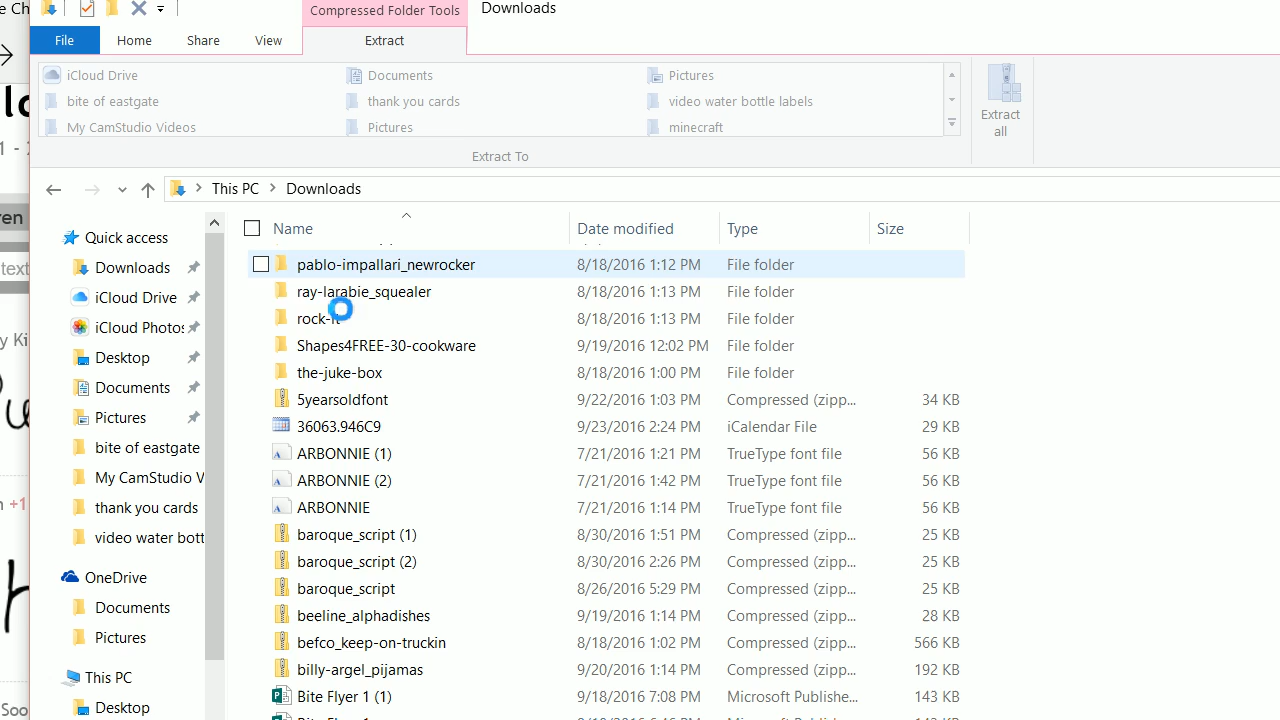 e Ch
Compressed Folder Tools Downloads
File Home Share View Extract
iCloud Drive Documents Pictures
bite of eastgate thank you cards video water bottle labels
My CamStudio Videos Pictures minecraft
Extract all
Extract To
This PC > Downloads
Name Date modified Type Size
Quick access
Downloads
iCloud Drive
iCloud Photos
Desktop
Documents
Pictures
bite of eastgate
My CamStudio V
thank you cards
video water bott
OneDrive
Documents
Pictures
This PC
Desktop
pablo-impallari_newrocker 8/18/2016 1:12 PM File folder
ray-larabie_squealer 8/18/2016 1:13 PM File folder
rock-it 8/18/2016 1:13 PM File folder
Shapes4FREE-30-cookware 9/19/2016 12:02 PM File folder
the-juke-box 8/18/2016 1:00 PM File folder
5yearsoldfont 9/22/2016 1:03 PM Compressed (zipp... 34 KB
36063.946C9 9/23/2016 2:24 PM iCalendar File 29 KB
ARBONNIE (1) 7/21/2016 1:21 PM TrueType font file 56 KB
ARBONNIE (2) 7/21/2016 1:42 PM TrueType font file 56 KB
ARBONNIE 7/21/2016 1:14 PM TrueType font file 56 KB
baroque_script (1) 8/30/2016 1:51 PM Compressed (zipp... 25 KB
baroque_script (2) 8/30/2016 2:26 PM Compressed (zipp... 25 KB
baroque_script 8/26/2016 5:29 PM Compressed (zipp... 25 KB
beeline_alphadishes 9/19/2016 1:14 PM Compressed (zipp... 28 KB
befco_keep-on-truckin 8/18/2016 1:02 PM Compressed (zipp... 566 KB
billy-argel_pijamas 9/20/2016 1:14 PM Compressed (zipp... 192 KB
Bite Flyer 1 (1) 9/18/2016 7:08 PM Microsoft Publishe... 143 KB
ren
text
y Ki
n +1
Soo